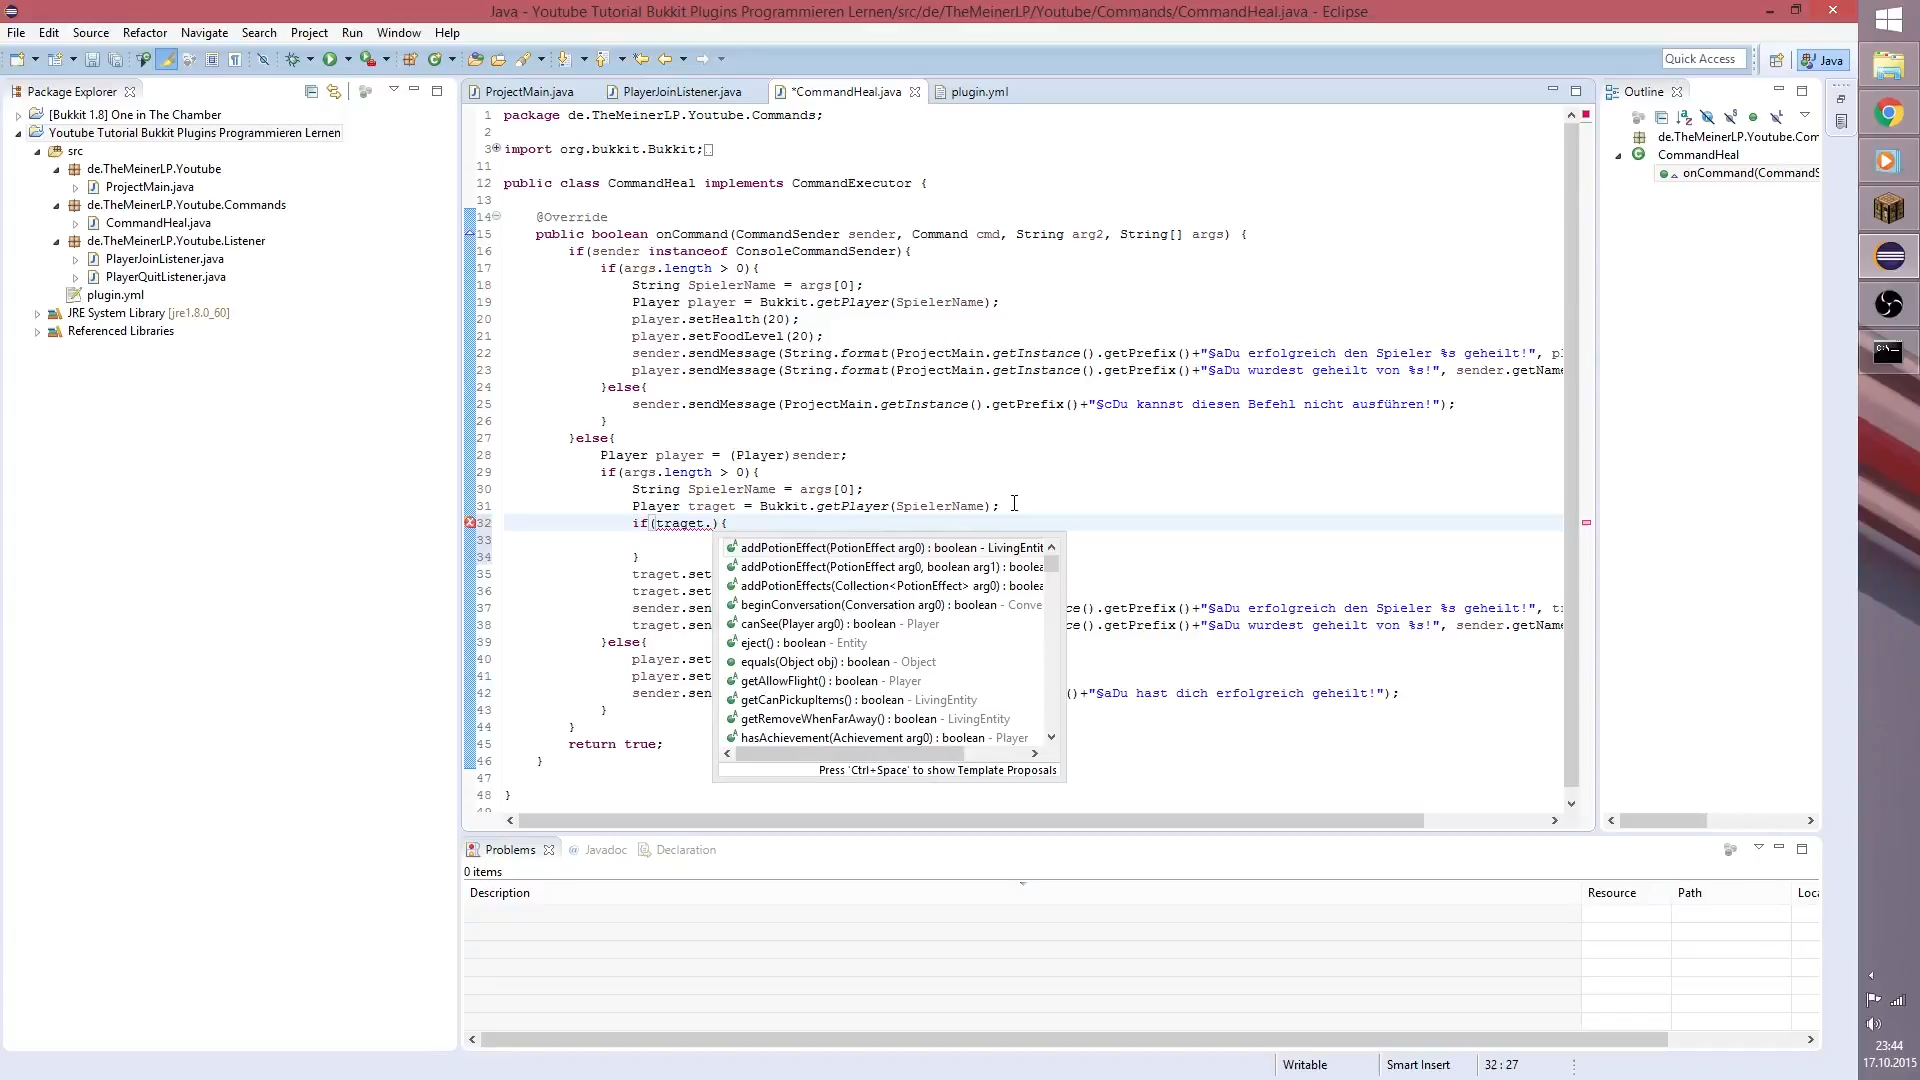 Java - Youtube Tutorial Bukkit Plugins Programmieren Lernen/src/de/TheMeinerLP/Youtube/Commands/CommandHeal.java - Eclipse
File Edit Source Refactor Navigate Search Project Run Window Help
Quick Access
Java
Package Explorer
[Bukkit 1.8] One in The Chamber
Youtube Tutorial Bukkit Plugins Programmieren Lernen
src
de.TheMeinerLP.Youtube
ProjectMain.java
de.TheMeinerLP.Youtube.Commands
CommandHeal.java
de.TheMeinerLP.Youtube.Listener
PlayerJoinListener.java
PlayerQuitListener.java
plugin.yml
JRE System Library [jre1.8.0_60]
Referenced Libraries
ProjectMain.java PlayerJoinListener.java *CommandHeal.java plugin.yml
1 package de.TheMeinerLP.Youtube.Commands;
2
3 import org.bukkit.Bukkit;
11
12 public class CommandHeal implements CommandExecutor {
13
14 @Override
15 public boolean onCommand(CommandSender sender, Command cmd, String arg2, String[] args) {
16 if(sender instanceof ConsoleCommandSender){
17 if(args.length > 0){
18 String SpielerName = args[0];
19 Player player = Bukkit.getPlayer(SpielerName);
20 player.setHealth(20);
21 player.setFoodLevel(20);
22 sender.sendMessage(String.format(ProjectMain.getInstance().getPrefix()+"§aDu erfolgreich den Spieler %s geheilt!", pl
23 player.sendMessage(String.format(ProjectMain.getInstance().getPrefix()+"§aDu wurdest geheilt von %s!", sender.getName
24 }else{
25 sender.sendMessage(ProjectMain.getInstance().getPrefix()+"§cDu kannst diesen Befehl nicht ausführen!");
26 }
27 }else{
28 Player player = (Player)sender;
29 if(args.length > 0){
30 String SpielerName = args[0];
31 Player traget = Bukkit.getPlayer(SpielerName);
32 if(traget.){
33
34 }
35 traget.set
36 traget.set
37 sender.sen ce().getPrefix()+"§aDu erfolgreich den Spieler %s geheilt!", tr
38 traget.sen ce().getPrefix()+"§aDu wurdest geheilt von %s!", sender.getName
39 }else{
40 player.set
41 player.set
42 sender.sen ()+"§aDu hast dich erfolgreich geheilt!");
43 }
44 }
45 return true;
46 }
47
48 }
addPotionEffect(PotionEffect arg0) : boolean - LivingEntit
addPotionEffect(PotionEffect arg0, boolean arg1) : boolea
addPotionEffects(Collection<PotionEffect> arg0) : boolea
beginConversation(Conversation arg0) : boolean - Conve
canSee(Player arg0) : boolean - Player
eject() : boolean - Entity
equals(Object obj) : boolean - Object
getAllowFlight() : boolean - Player
getCanPickupItems() : boolean - LivingEntity
getRemoveWhenFarAway() : boolean - LivingEntity
hasAchievement(Achievement arg0) : boolean - Player
Press 'Ctrl+Space' to show Template Proposals
Outline
de.TheMeinerLP.Youtube.Com
CommandHeal
onCommand(CommandS
Problems Javadoc Declaration
0 items
Description Resource Path Loca
Writable Smart Insert 32 : 27
23:44
17.10.2015